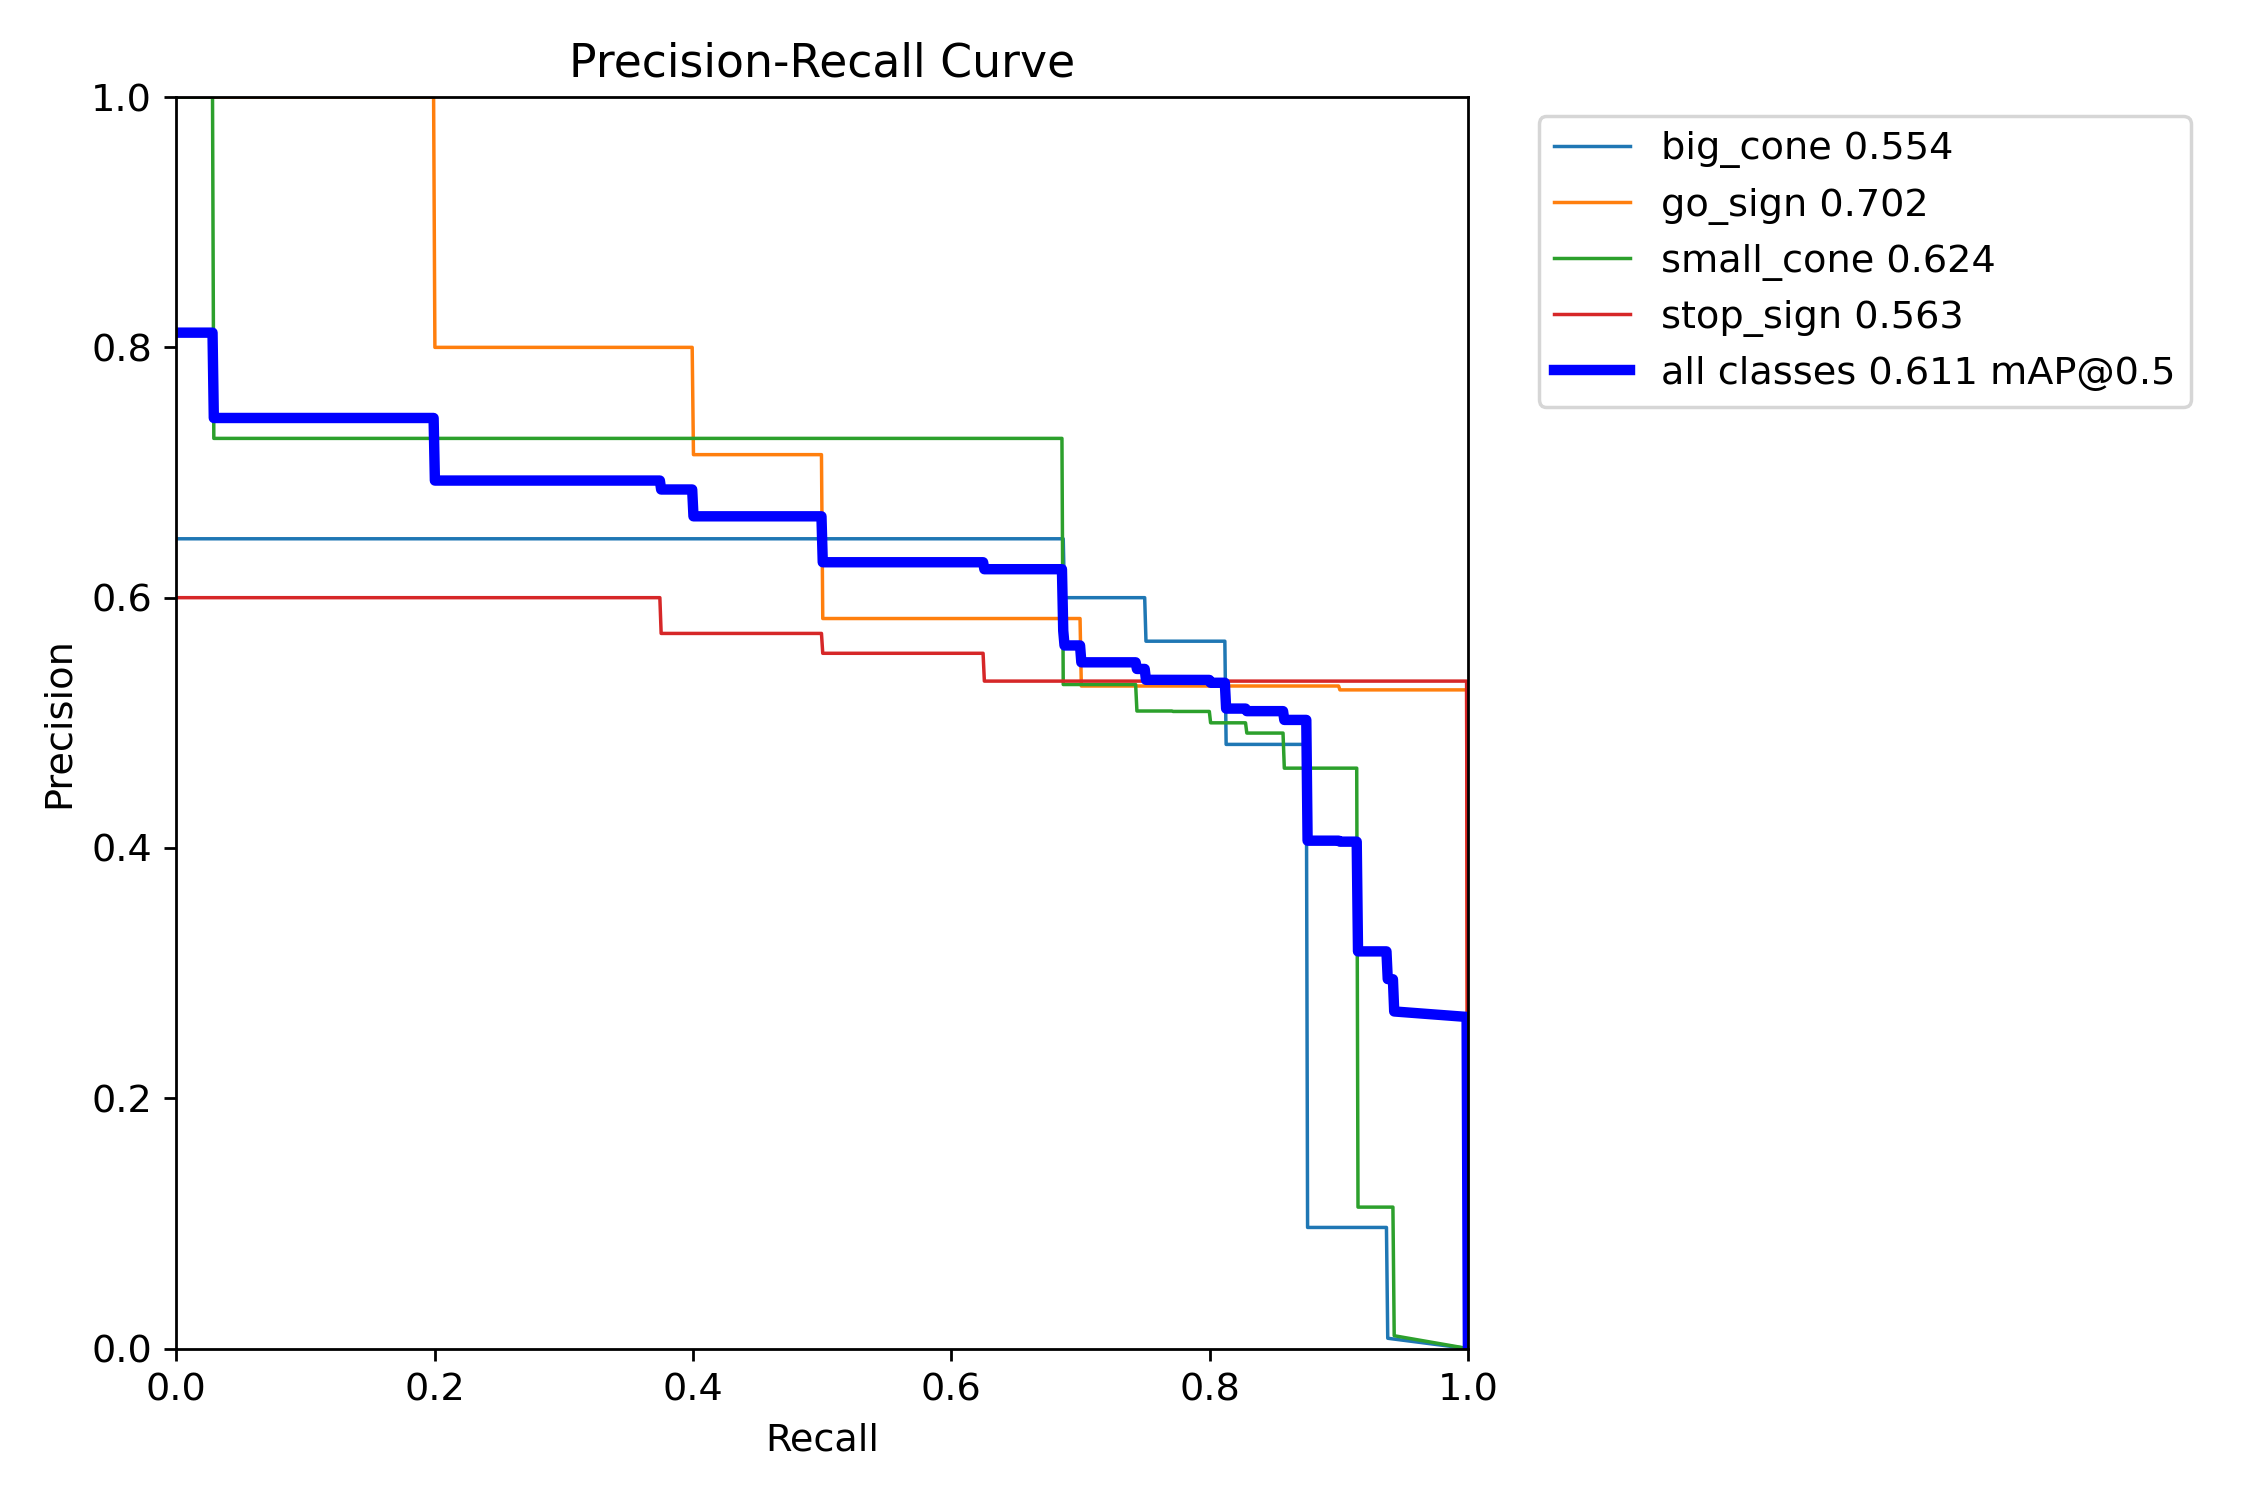 Precision-Recall Curve
1.0
0.8
0.6
0.4
0.2
0.0
Precision
0.0 0.2 0.4 0.6 0.8 1.0
Recall
big_cone 0.554
go_sign 0.702
small_cone 0.624
stop_sign 0.563
all classes 0.611 mAP@0.5